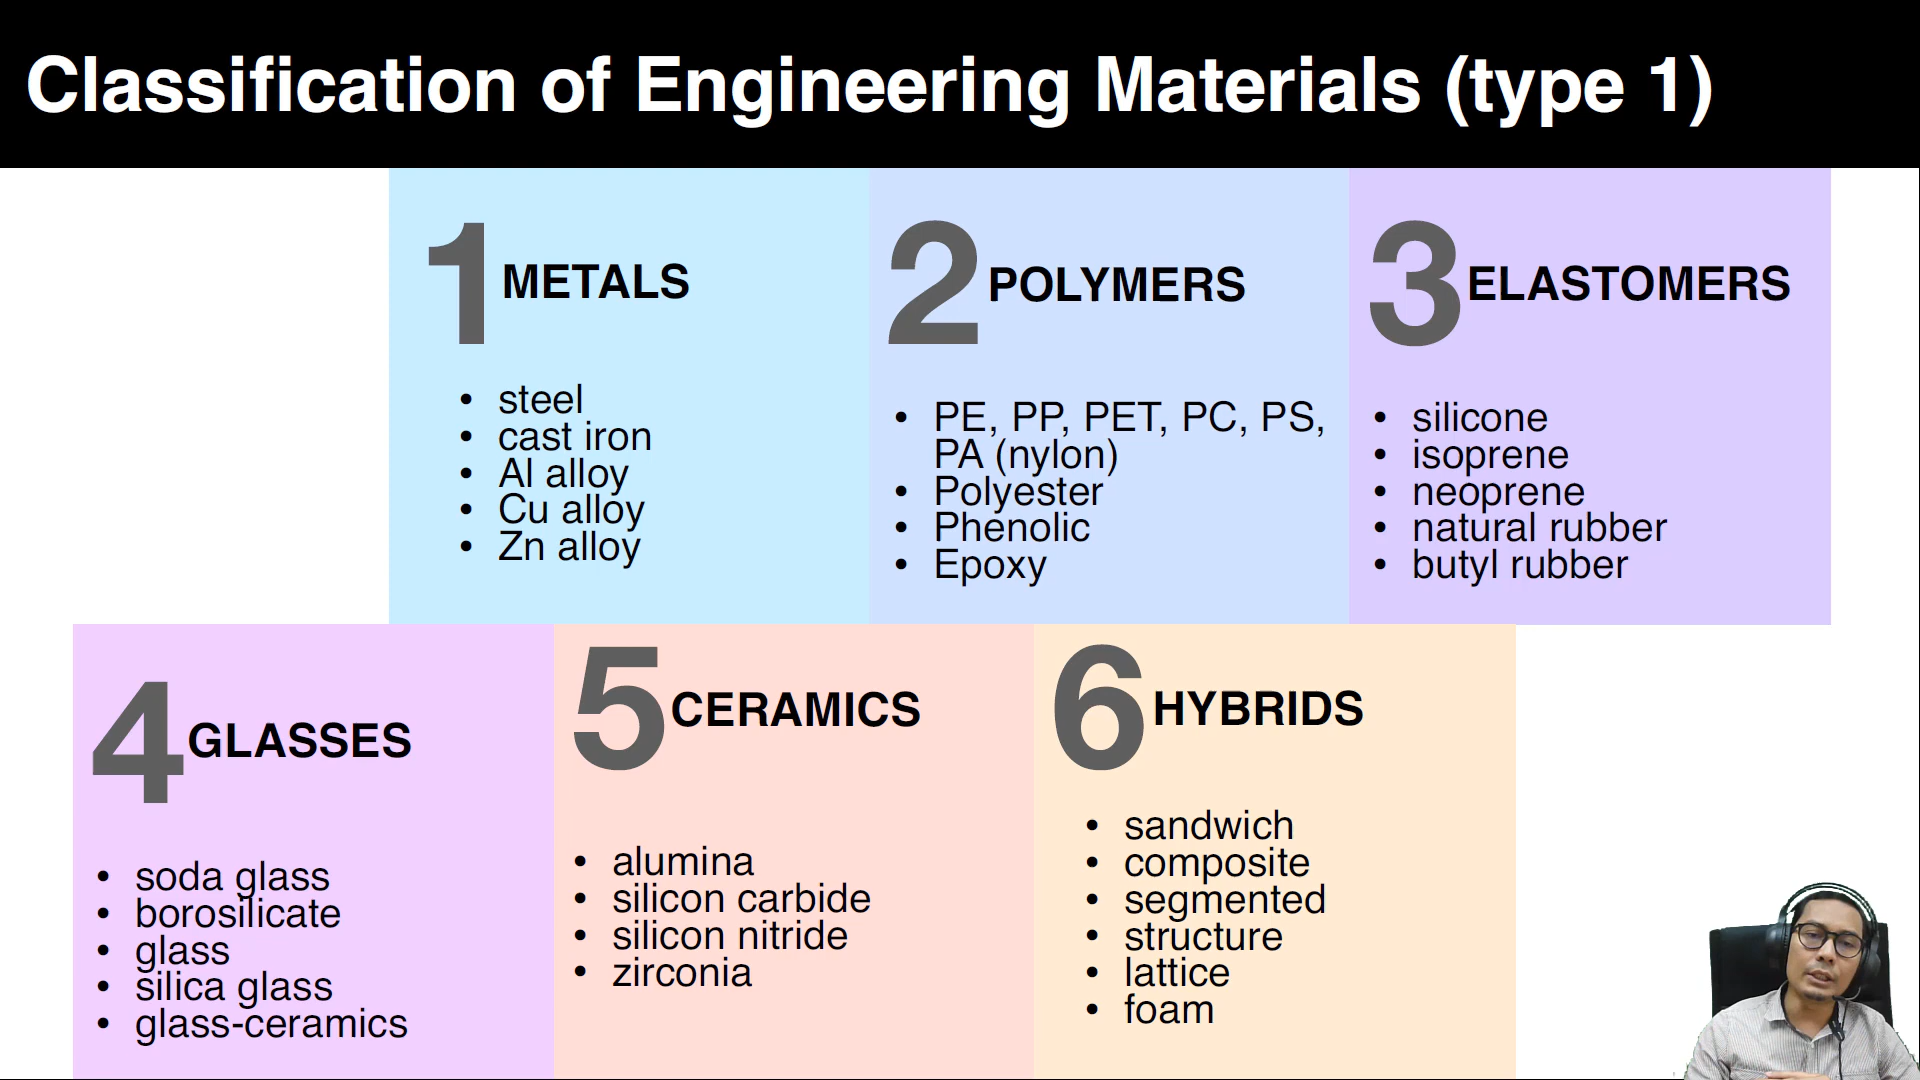 Classification of Engineering Materials (type 1)
1 METALS
• steel
• cast iron
• Al alloy
• Cu alloy
• Zn alloy
2 POLYMERS
• PE, PP, PET, PC, PS,
PA (nylon)
• Polyester
• Phenolic
• Epoxy
3 ELASTOMERS
• silicone
• isoprene
• neoprene
• natural rubber
• butyl rubber
4 GLASSES
• soda glass
• borosilicate
• glass
• silica glass
• glass-ceramics
5 CERAMICS
• alumina
• silicon carbide
• silicon nitride
• zirconia
6 HYBRIDS
• sandwich
• composite
• segmented
• structure
• lattice
• foam